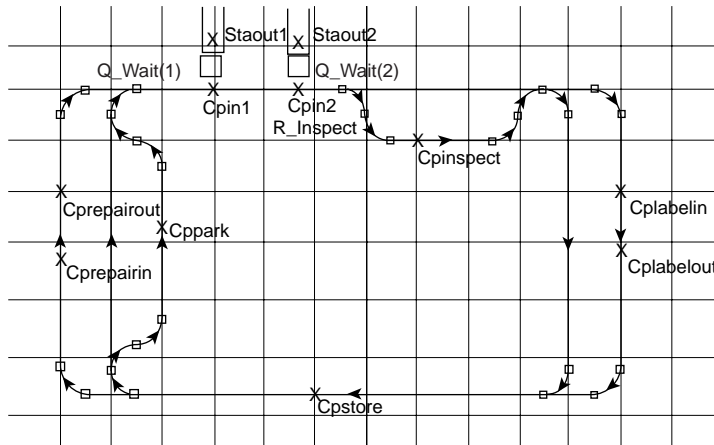 Staout1
Staout2
Q_Wait(1)
Q_Wait(2)
Cpin1
Cpin2
R_Inspect
Cpinspect
Cprepairout
Cplabelin
Cppark
Cprepairin
Cplabelout
Cpstore